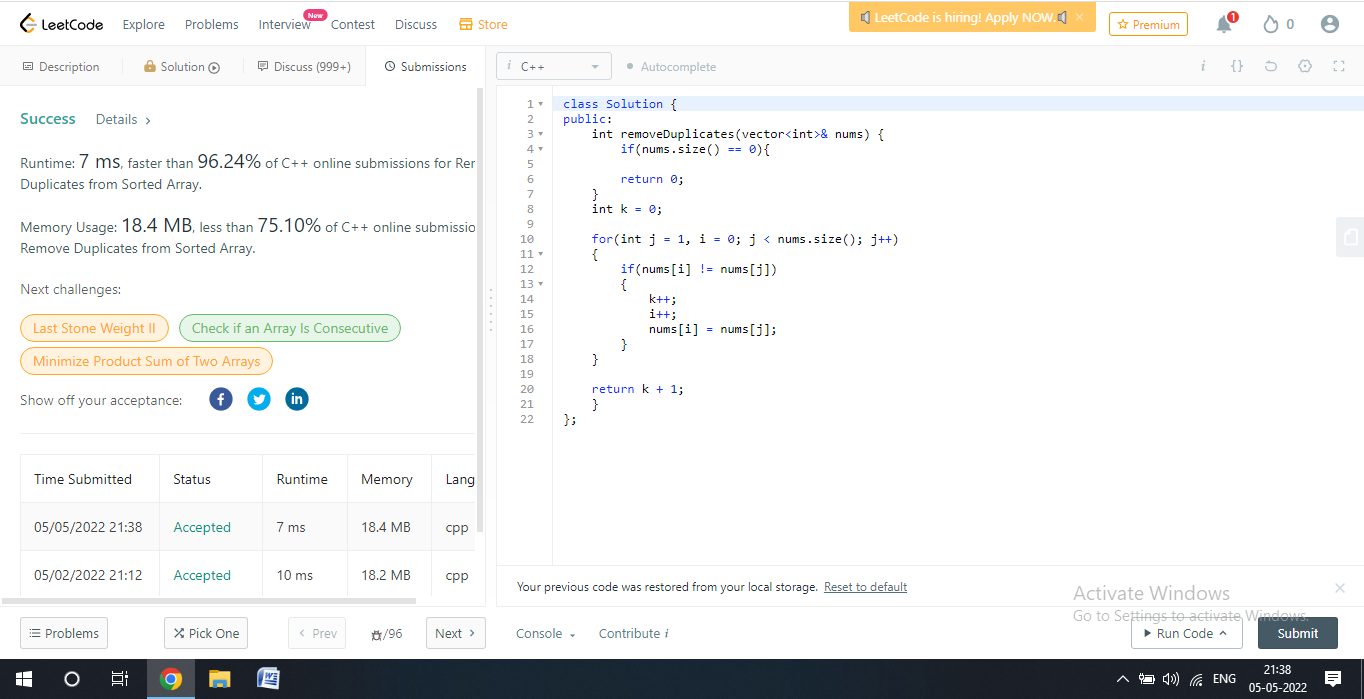 LeetCode Explore Problems Interview New Contest Discuss Store LeetCode is hiring! Apply NOW. × Premium 1 0
Description Solution Discuss (999+) Submissions i C++ Autocomplete i {}
Success Details >
Runtime: 7 ms, faster than 96.24% of C++ online submissions for Rer
Duplicates from Sorted Array.
Memory Usage: 18.4 MB, less than 75.10% of C++ online submissio
Remove Duplicates from Sorted Array.
Next challenges:
Last Stone Weight II Check if an Array Is Consecutive
Minimize Product Sum of Two Arrays
Show off your acceptance: f in
Time Submitted Status Runtime Memory Lang
05/05/2022 21:38 Accepted 7 ms 18.4 MB cpp
05/02/2022 21:12 Accepted 10 ms 18.2 MB cpp
1 class Solution {
2 public:
3 int removeDuplicates(vector<int>& nums) {
4 if(nums.size() == 0){
5
6 return 0;
7 }
8 int k = 0;
9
10 for(int j = 1, i = 0; j < nums.size(); j++)
11 {
12 if(nums[i] != nums[j])
13 {
14 k++;
15 i++;
16 nums[i] = nums[j];
17 }
18 }
19
20 return k + 1;
21 }
22 };
Your previous code was restored from your local storage. Reset to default ×
Activate Windows
Go to Settings to activate Windows.
Problems Pick One < Prev /96 Next > Console Contribute i Run Code Submit
W ENG 21:38
05-05-2022